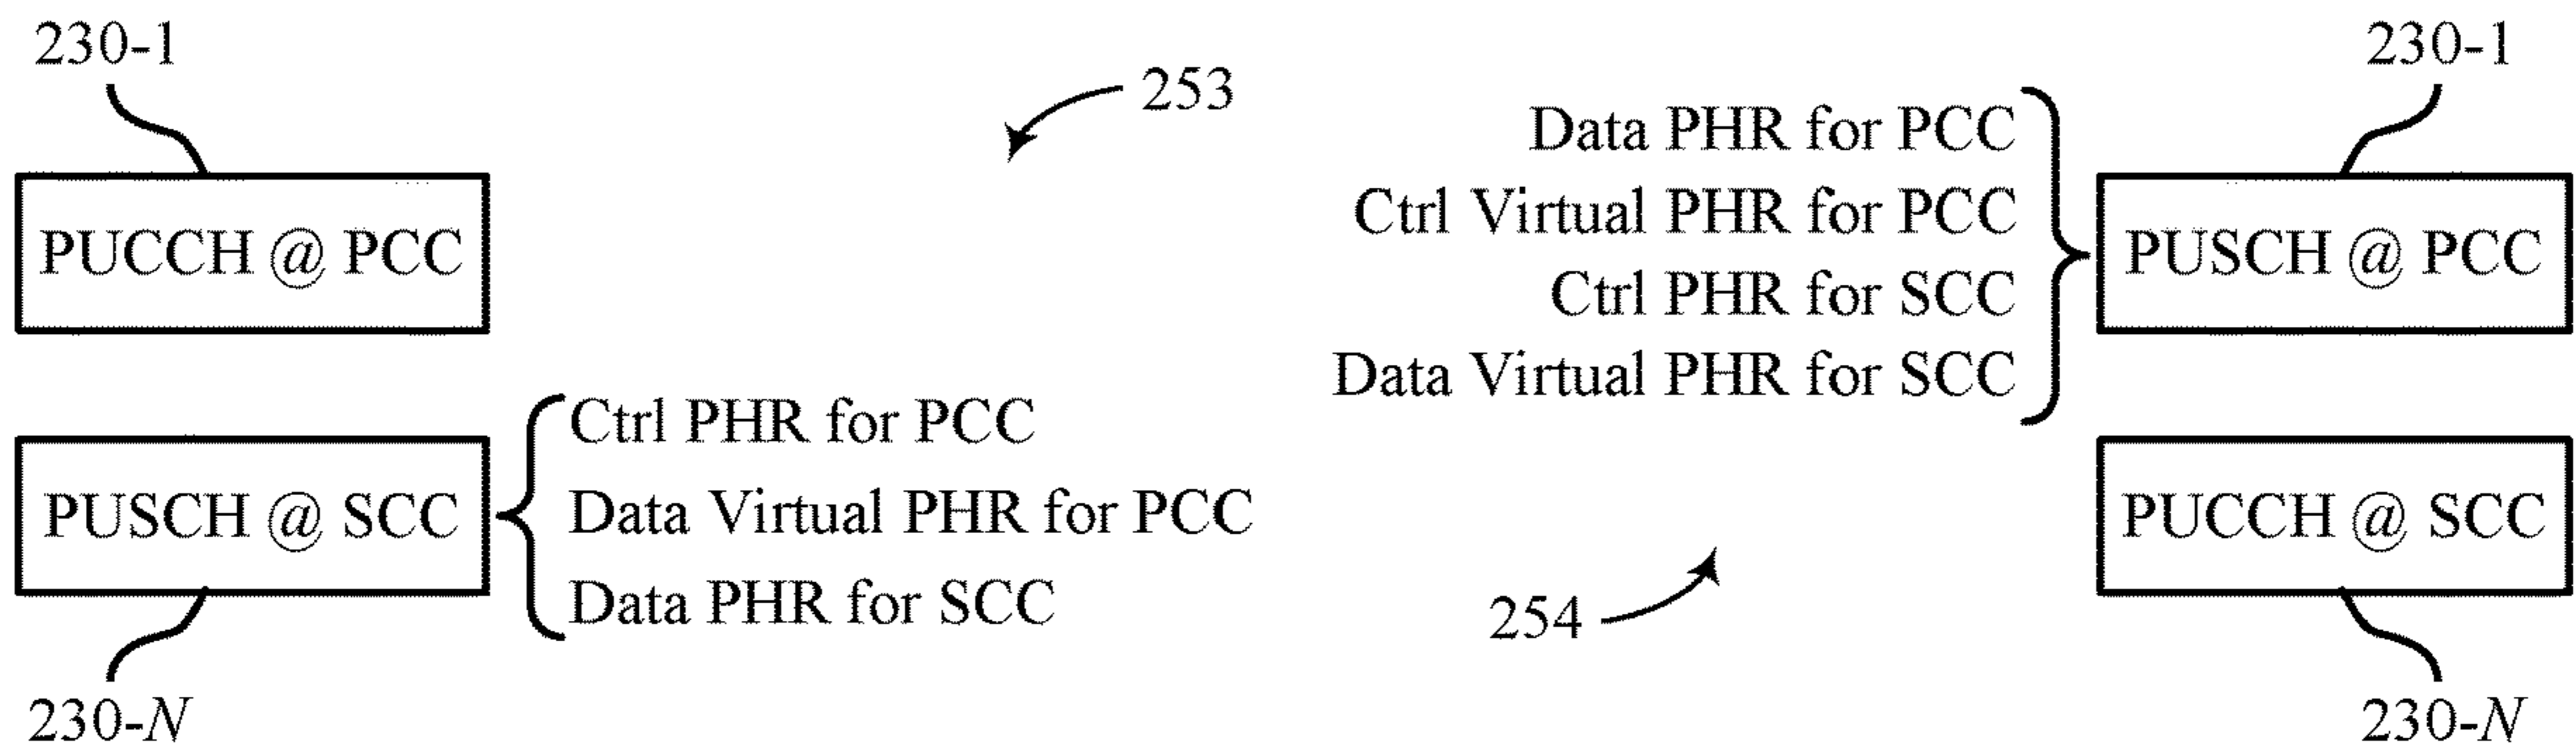 230-1
253
PUCCH @ PCC
PUSCH @ SCC
Ctrl PHR for PCC
Data Virtual PHR for PCC
Data PHR for SCC
230-N
230-1
Data PHR for PCC
Ctrl Virtual PHR for PCC
Ctrl PHR for SCC
Data Virtual PHR for SCC
PUSCH @ PCC
PUCCH @ SCC
254
230-N